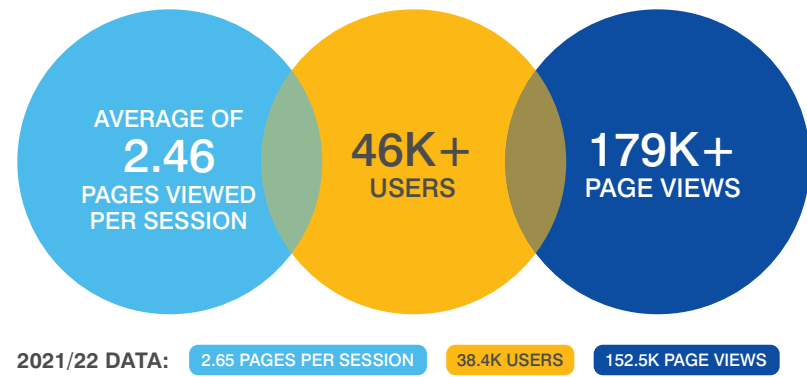 AVERAGE OF
2.46
PAGES VIEWED
PER SESSION
46K+
USERS
179K+
PAGE VIEWS
2021/22 DATA: 2.65 PAGES PER SESSION 38.4K USERS 152.5K PAGE VIEWS